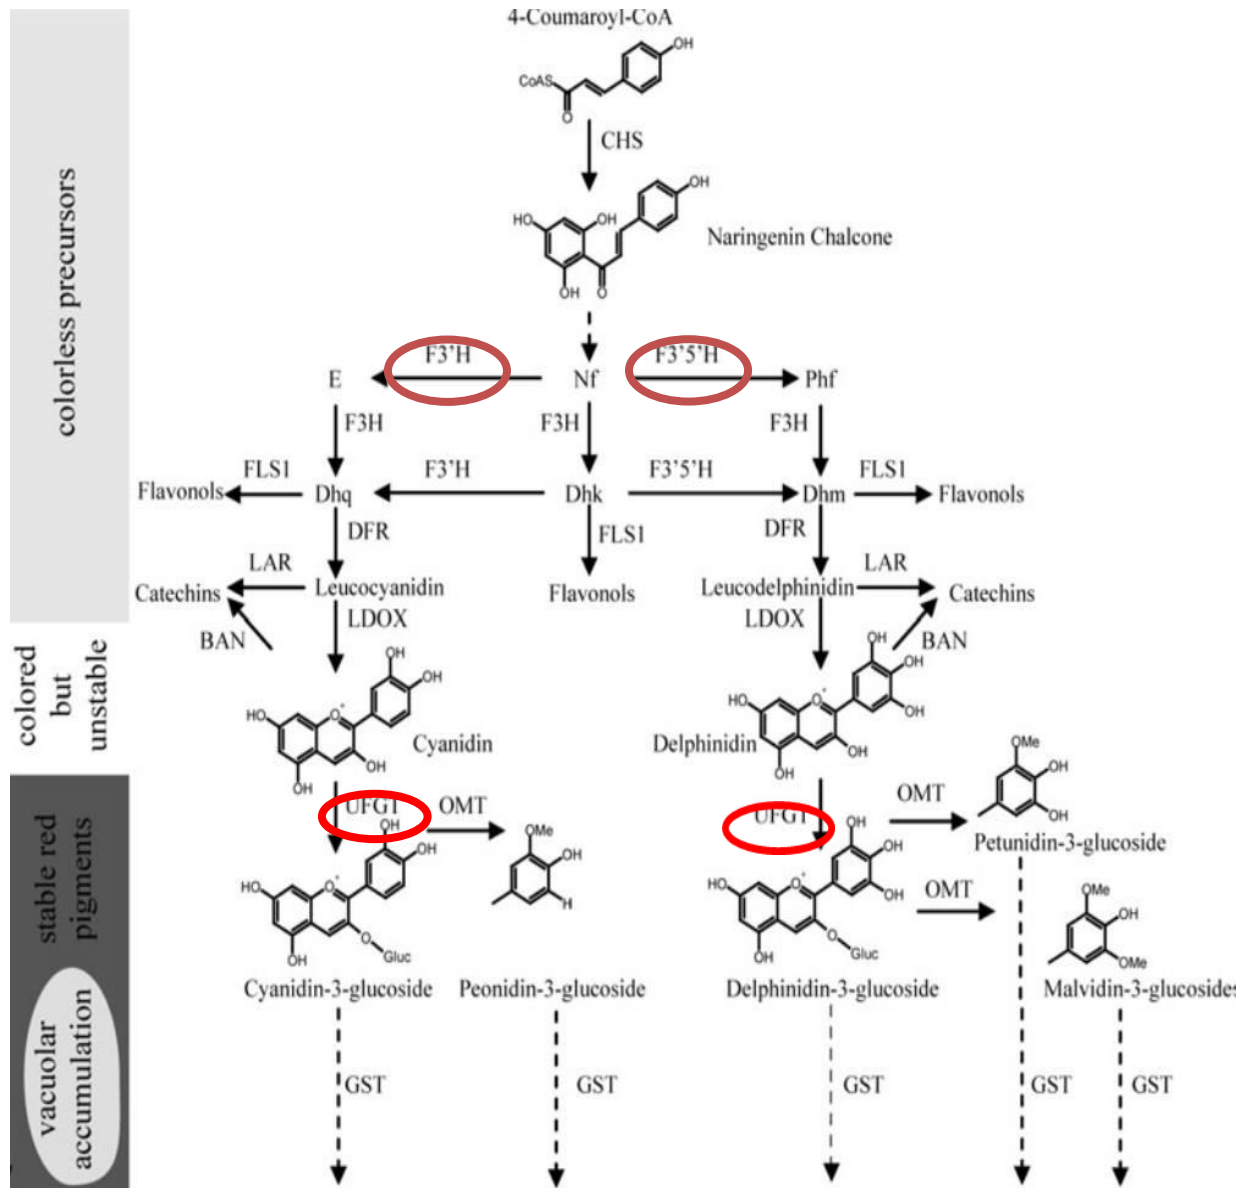 4-Coumaroyl-CoA
OH
CoAS
O
CHS
OH
HO
OH
Naringenin Chalcone
OH
O
colorless precursors
F3'H
F3'5'H
E
Nf
Phf
F3H
F3H
F3H
FLS1
F3'H
F3'5'H
FLS1
Flavonols
Dhq
Dhk
Dhm
Flavonols
DFR
FLS1
DFR
LAR
LAR
Catechins
Leucocyanidin
Flavonols
Leucodelphinidin
Catechins
LDOX
LDOX
BAN
BAN
colored
but
unstable
OH
OH
HO
O+
OH
OH
Cyanidin
OH
OH
OH
HO
O+
OH
OH
Delphinidin
UFGT
OMT
UFGT
OMT
OMe
OH
OH
Petunidin-3-glucoside
stable red
pigments
OH
OH
HO
O+
O
Gluc
OH
OMe
OH
H
OH
OH
OH
HO
O+
O
Gluc
OH
OMT
OMe
OH
OMe
Cyanidin-3-glucoside
Peonidin-3-glucoside
Delphinidin-3-glucoside
Malvidin-3-glucosides
vacuolar
accumulation
GST
GST
GST
GST
GST